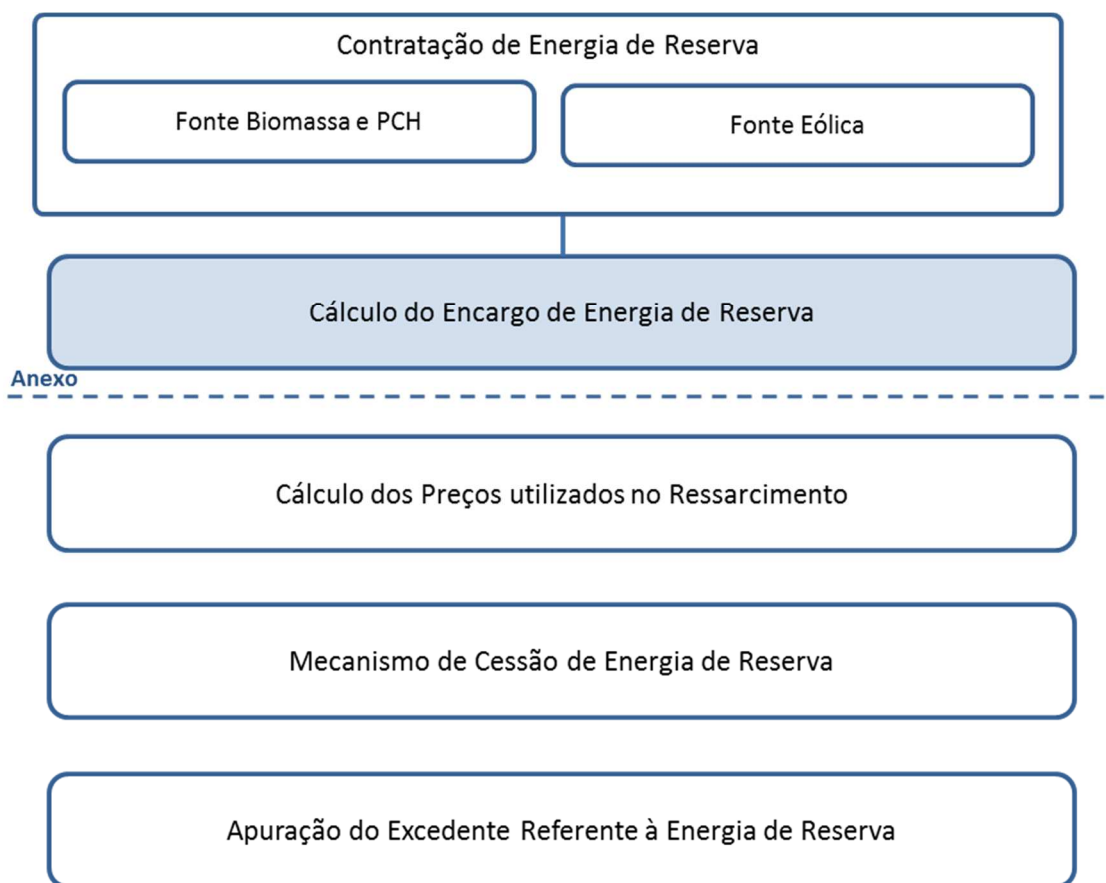 Contratação de Energia de Reserva
Fonte Biomassa e PCH
Fonte Eólica
Cálculo do Encargo de Energia de Reserva
Anexo
Cálculo dos Preços utilizados no Ressarcimento
Mecanismo de Cessão de Energia de Reserva
Apuração do Excedente Referente à Energia de Reserva